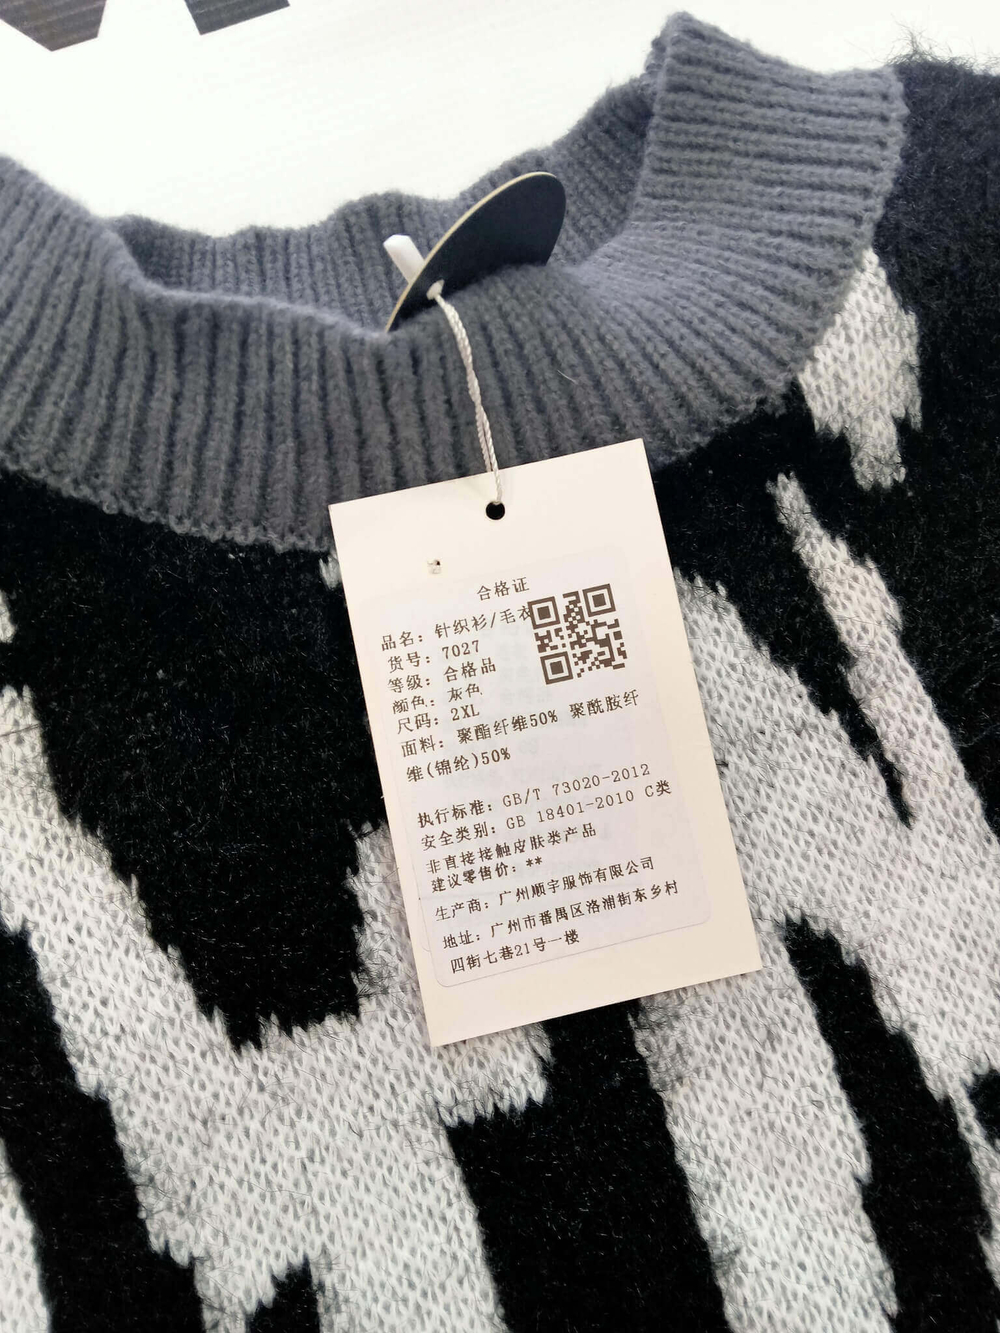 合格证
品名: 针织衫/毛衣
货号: 7027
等级: 合格品
颜色: 灰色
尺码: 2XL
面料: 聚酯纤维50% 聚酰胺纤
维(锦纶)50%
执行标准: GB/T 73020-2012
安全类别: GB 18401-2010 C类
非直接接触皮肤类产品
建议零售价: **
生产商: 广州顺宇服饰有限公司
地址: 广州市番禺区洛浦街东乡村
四街七巷21号一楼